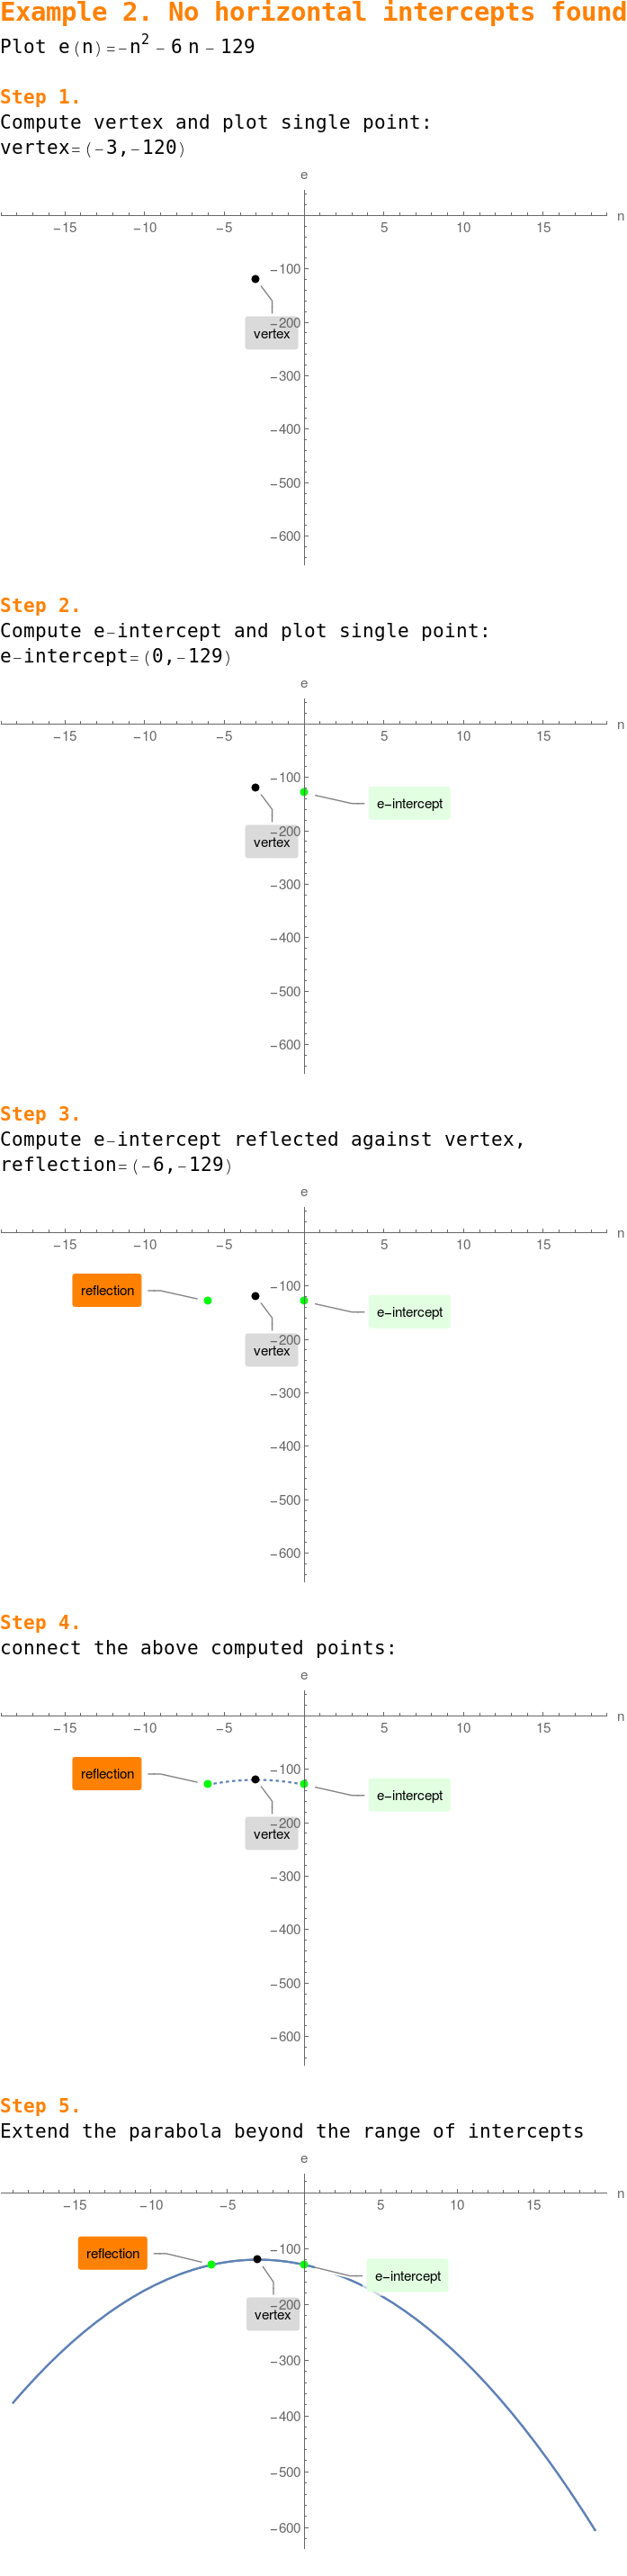 Example 2. No horizontal intercepts found
Plot e(n)=−n² − 6 n − 129
Step 1.
Compute vertex and plot single point:
vertex=(−3,−120)
e
n
−15 −10 −5 5 10 15
−100
−200
vertex
−300
−400
−500
−600
Step 2.
Compute e−intercept and plot single point:
e−intercept=(0,−129)
e
n
−15 −10 −5 5 10 15
−100
e−intercept
−200
vertex
−300
−400
−500
−600
Step 3.
Compute e−intercept reflected against vertex,
reflection=(−6,−129)
e
n
−15 −10 −5 5 10 15
−100
reflection
e−intercept
−200
vertex
−300
−400
−500
−600
Step 4.
connect the above computed points:
e
n
−15 −10 −5 5 10 15
−100
reflection
e−intercept
−200
vertex
−300
−400
−500
−600
Step 5.
Extend the parabola beyond the range of intercepts
e
n
−15 −10 −5 5 10 15
−100
reflection
e−intercept
−200
vertex
−300
−400
−500
−600